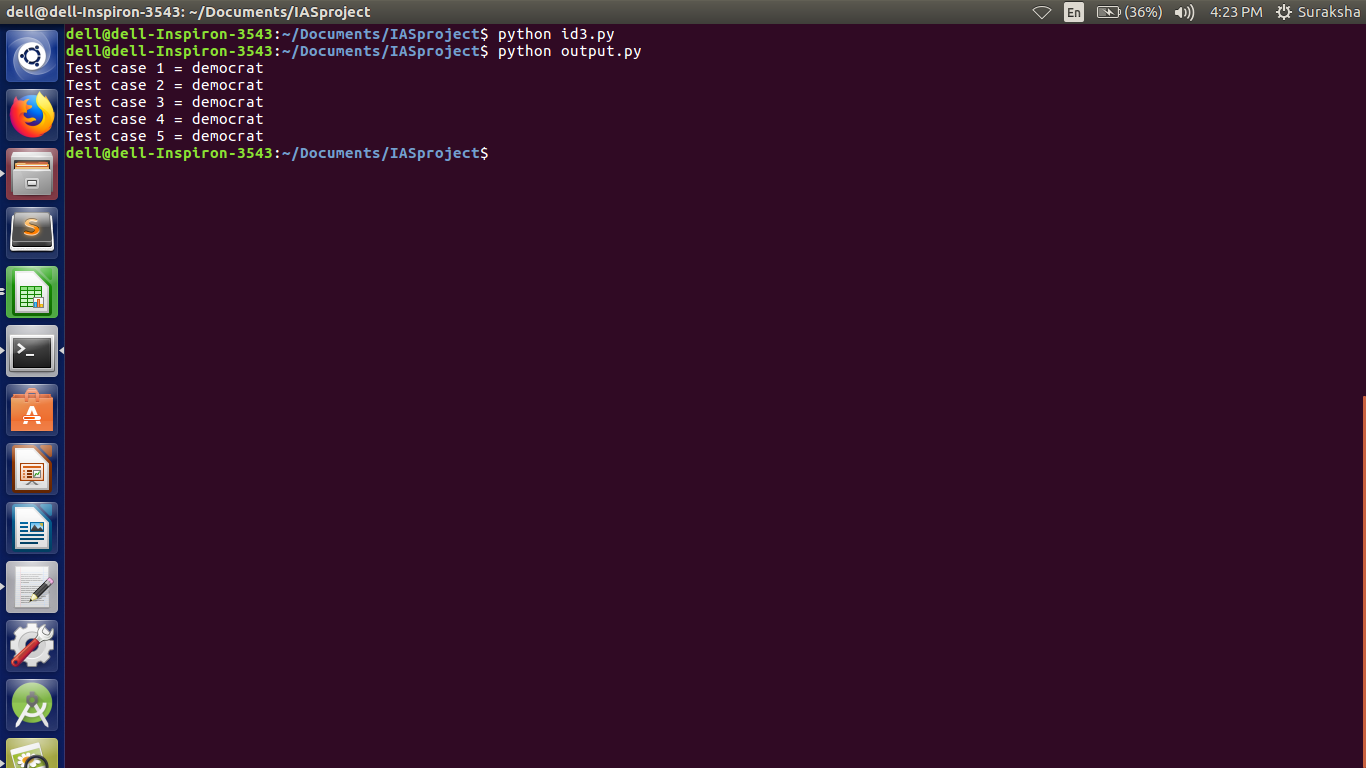 dell@dell-Inspiron-3543: ~/Documents/IASproject
En
(36%)
4:23 PM
Suraksha
dell@dell-Inspiron-3543:~/Documents/IASproject$ python id3.py
dell@dell-Inspiron-3543:~/Documents/IASproject$ python output.py
Test case 1 = democrat
Test case 2 = democrat
Test case 3 = democrat
Test case 4 = democrat
Test case 5 = democrat
dell@dell-Inspiron-3543:~/Documents/IASproject$